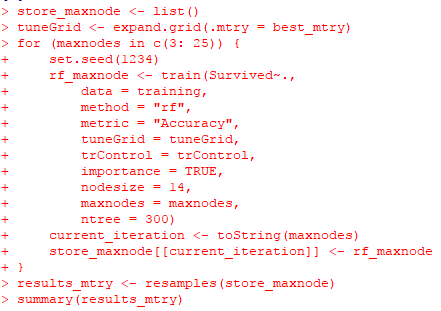 > store_maxnode <- list()
> tuneGrid <- expand.grid(.mtry = best_mtry)
> for (maxnodes in c(3: 25)) {
+     set.seed(1234)
+     rf_maxnode <- train(Survived~.,
+         data = training,
+         method = "rf",
+         metric = "Accuracy",
+         tuneGrid = tuneGrid,
+         trControl = trControl,
+         importance = TRUE,
+         nodesize = 14,
+         maxnodes = maxnodes,
+         ntree = 300)
+     current_iteration <- toString(maxnodes)
+     store_maxnode[[current_iteration]] <- rf_maxnode
+ }
> results_mtry <- resamples(store_maxnode)
> summary(results_mtry)